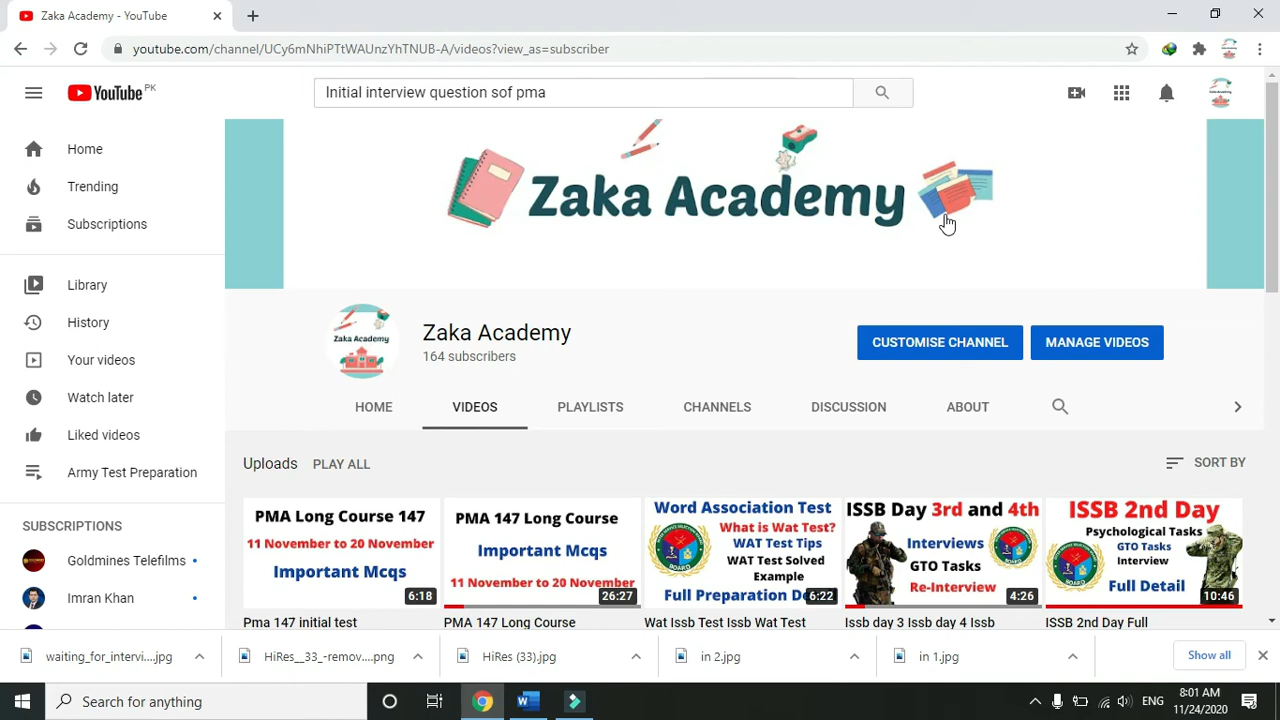 Zaka Academy - YouTube
youtube.com/channel/UCy6mNhiPTtWAUnzYhTNUB-A/videos?view_as=subscriber
YouTube PK
Initial interview question sof pma
Home
Trending
Subscriptions
Library
History
Your videos
Watch later
Liked videos
Army Test Preparation
SUBSCRIPTIONS
Goldmines Telefilms
Imran Khan
Zaka Academy
Zaka Academy
Zaka Academy
164 subscribers
CUSTOMISE CHANNEL
MANAGE VIDEOS
HOME VIDEOS PLAYLISTS CHANNELS DISCUSSION ABOUT
Uploads PLAY ALL
SORT BY
PMA Long Course 147
11 November to 20 November
Important Mcqs
6:18
Pma 147 initial test
PMA 147 Long Course
Important Mcqs
11 November to 20 November
26:27
PMA 147 Long Course
Word Association Test
What is Wat Test?
WAT Test Tips
WAT Test Solved
Example
Full Preparation
6:22
Wat Issb Test Issb Wat Test
ISSB Day 3rd and 4th
Interviews
GTO Tasks
Re-Interview
4:26
Issb day 3 Issb day 4 Issb
ISSB 2nd Day
Psychological Tasks
GTO Tasks
Interview
Full Detail
10:46
ISSB 2nd Day Full
waiting_for_intervi....jpg
HiRes__33_-remov....png
HiRes (33).jpg
in 2.jpg
in 1.jpg
Show all
Search for anything
ENG
8:01 AM
11/24/2020